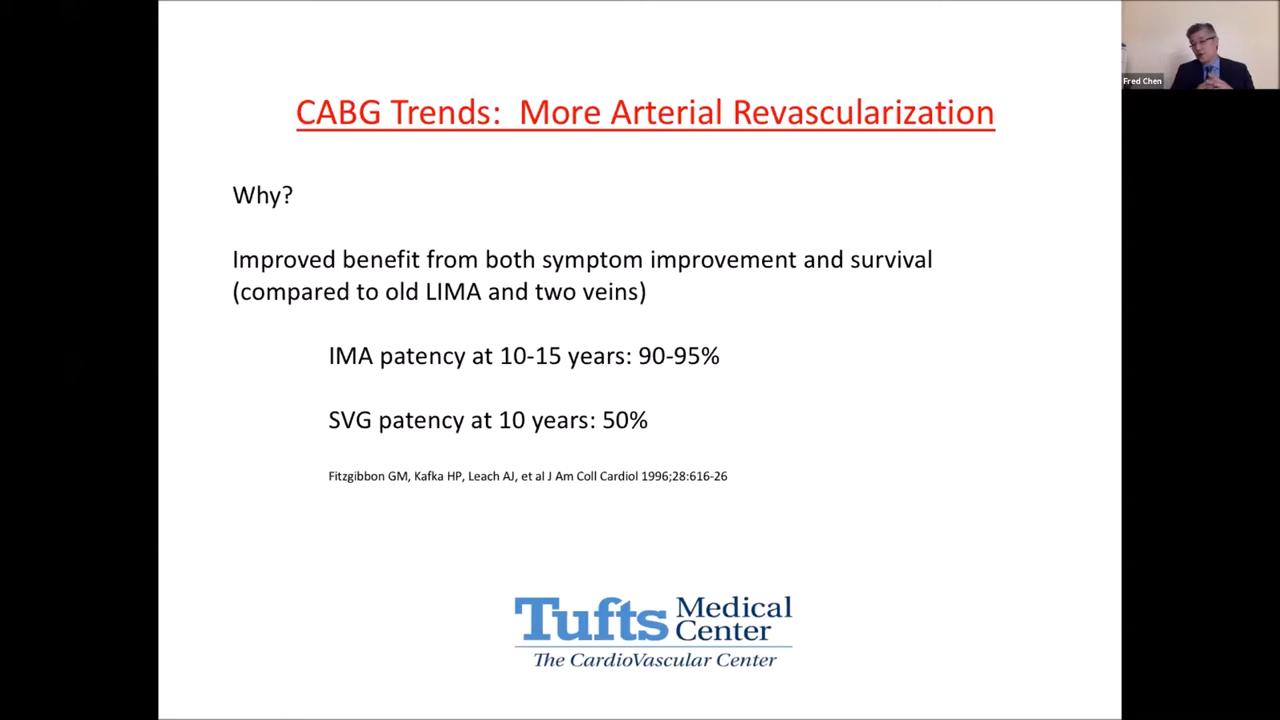 CABG Trends:  More Arterial Revascularization
Fred Chen
Why?
Improved benefit from both symptom improvement and survival
(compared to old LIMA and two veins)
IMA patency at 10-15 years: 90-95%
SVG patency at 10 years: 50%
Fitzgibbon GM, Kafka HP, Leach AJ, et al J Am Coll Cardiol 1996;28:616-26
Tufts Medical
Center
The CardioVascular Center